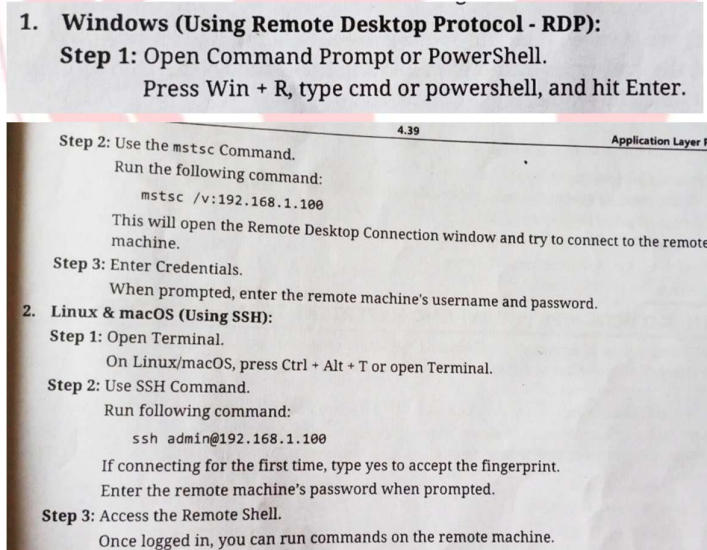 1. Windows (Using Remote Desktop Protocol - RDP):
Step 1: Open Command Prompt or PowerShell.
Press Win + R, type cmd or powershell, and hit Enter.
4.39
Application Layer
Step 2: Use the mstsc Command.
Run the following command:
mstsc /v:192.168.1.100
This will open the Remote Desktop Connection window and try to connect to the remote
machine.
Step 3: Enter Credentials.
When prompted, enter the remote machine's username and password.
2. Linux & macOS (Using SSH):
Step 1: Open Terminal.
On Linux/macOS, press Ctrl + Alt + T or open Terminal.
Step 2: Use SSH Command.
Run following command:
ssh admin@192.168.1.100
If connecting for the first time, type yes to accept the fingerprint.
Enter the remote machine's password when prompted.
Step 3: Access the Remote Shell.
Once logged in, you can run commands on the remote machine.